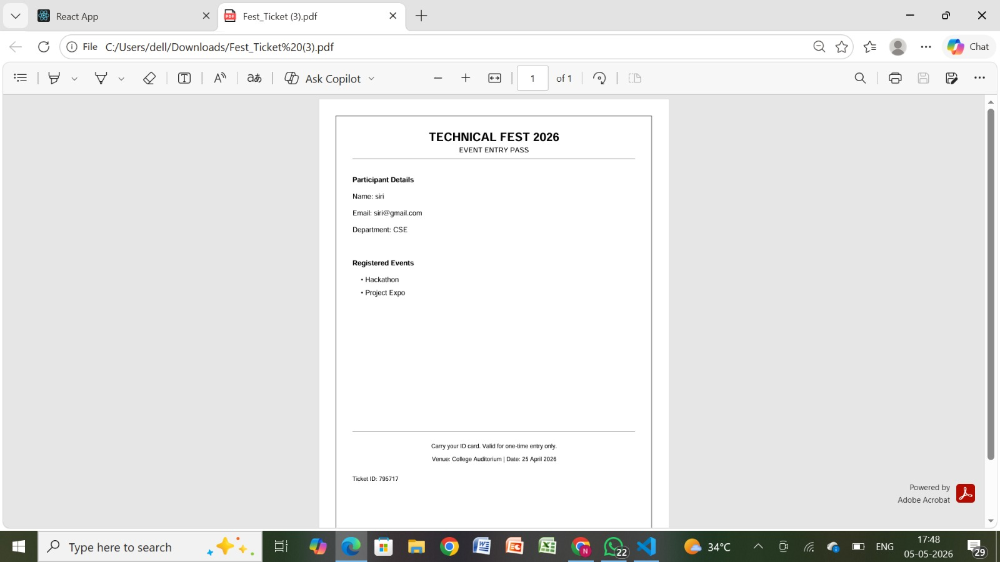 React App
Fest_Ticket (3).pdf
File C:/Users/dell/Downloads/Fest_Ticket%20(3).pdf
Chat
Ask Copilot
1 of 1
TECHNICAL FEST 2026
EVENT ENTRY PASS
Participant Details
Name: siri
Email: siri@gmail.com
Department: CSE
Registered Events
• Hackathon
• Project Expo
Carry your ID card. Valid for one-time entry only.
Venue: College Auditorium | Date: 25 April 2026
Ticket ID: 795717
Powered by
Adobe Acrobat
Type here to search
22
34°C
ENG
17:48
05-05-2026
29